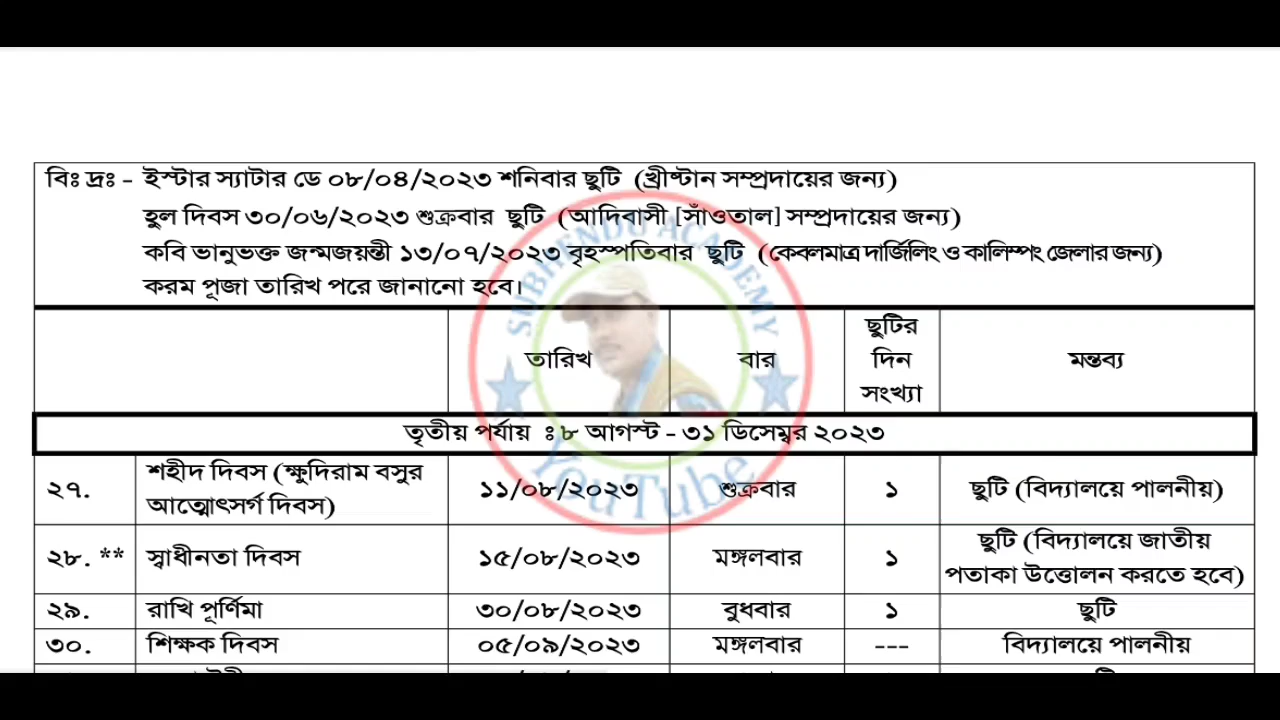 বিঃ দ্রঃ - ইস্টার স্যাটার ডে ০৮/০৪/২০২৩ শনিবার ছুটি (খ্রীষ্টান সম্প্রদায়ের জন্য)
হুল দিবস ৩০/০৬/২০২৩ শুক্রবার ছুটি (আদিবাসী [সাঁওতাল] সম্প্রদায়ের জন্য)
কবি ভানুভক্ত জন্মজয়ন্তী ১৩/০৭/২০২৩ বৃহস্পতিবার ছুটি (কেবলমাত্র দার্জিলিং ও কালিম্পং জেলার জন্য)
করম পূজা তারিখ পরে জানানো হবে।
তারিখ বার ছুটির দিন সংখ্যা মন্তব্য
তৃতীয় পর্যায় ঃ ৮ আগস্ট - ৩১ ডিসেম্বর ২০২৩
২৭. শহীদ দিবস (ক্ষুদিরাম বসুর আত্মোৎসর্গ দিবস) ১১/০৮/২০২৩ শুক্রবার ১ ছুটি (বিদ্যালয়ে পালনীয়)
২৮. ** স্বাধীনতা দিবস ১৫/০৮/২০২৩ মঙ্গলবার ১ ছুটি (বিদ্যালয়ে জাতীয় পতাকা উত্তোলন করতে হবে)
২৯. রাখি পূর্ণিমা ৩০/০৮/২০২৩ বুধবার ১ ছুটি
৩০. শিক্ষক দিবস ০৫/০৯/২০২৩ মঙ্গলবার --- বিদ্যালয়ে পালনীয়
SUBHENDU ACADEMY
YouTube